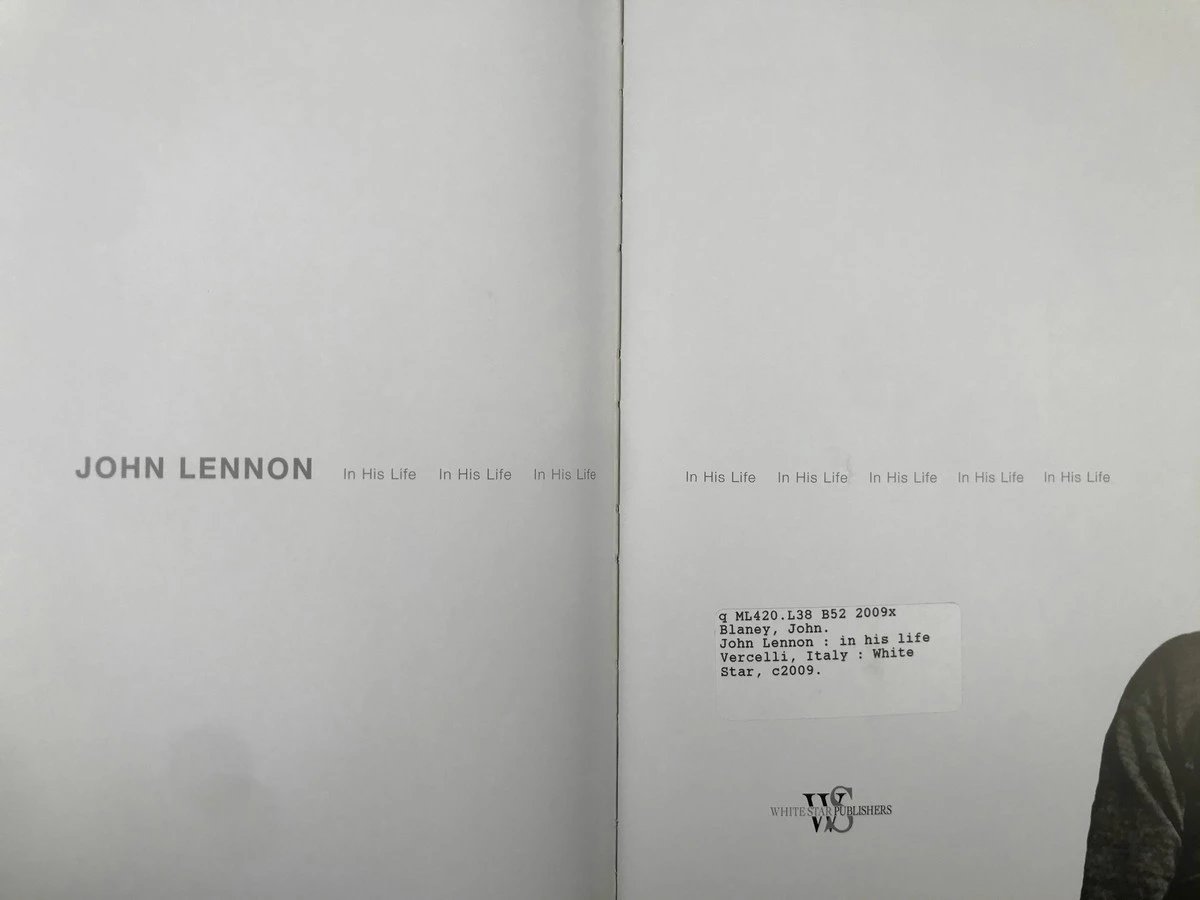 JOHN LENNON In His Life In His Life In His Life
In His Life In His Life In His Life In His Life In His Life
q ML420.L38 B52 2009x
Blaney, John.
John Lennon : in his life
Vercelli, Italy : White
Star, c2009.
WS
WHITE STAR PUBLISHERS